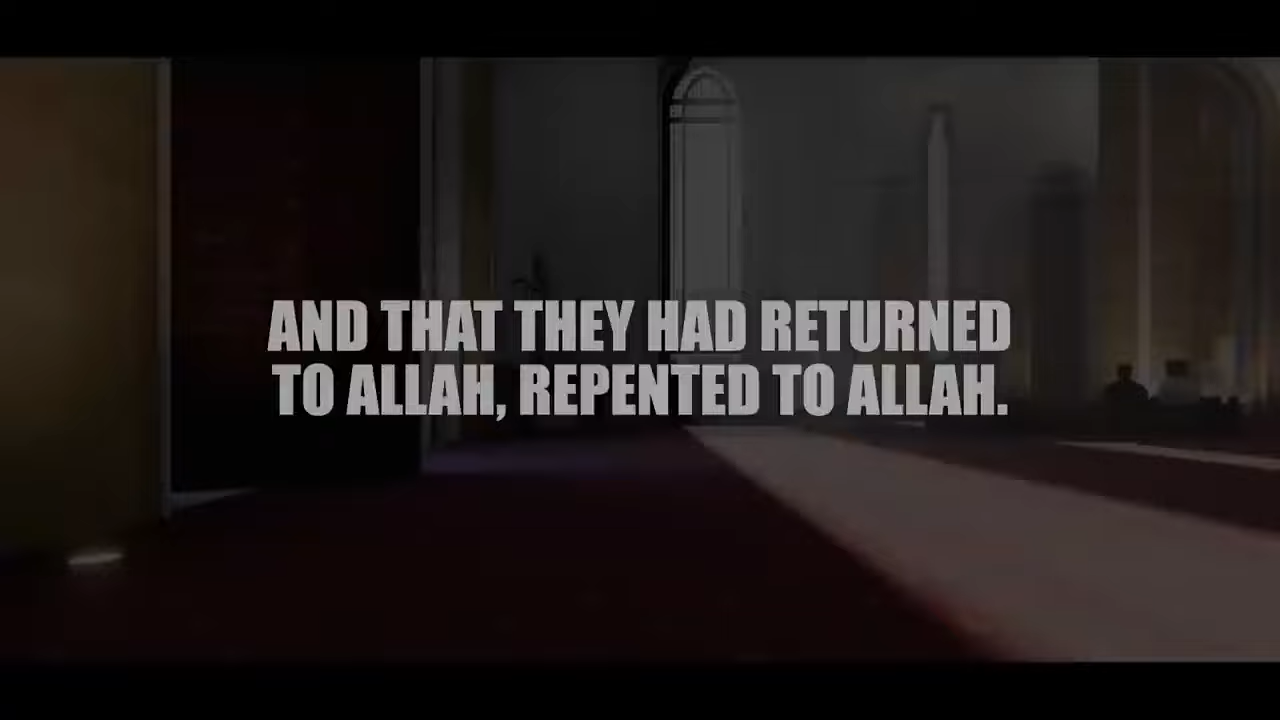 AND THAT THEY HAD RETURNED
TO ALLAH, REPENTED TO ALLAH.